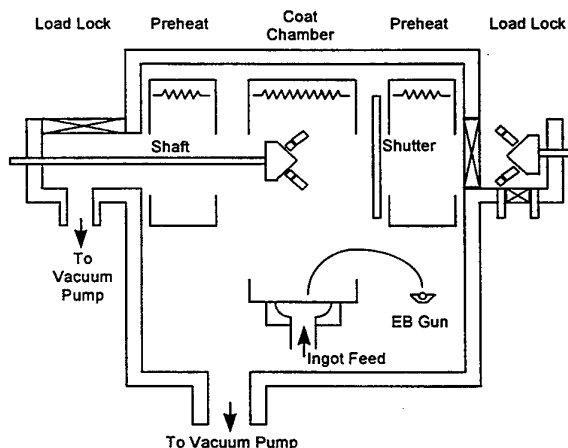 Load Lock
Preheat
Coat
Chamber
Preheat
Load Lock
Shaft
Shutter
To
Vacuum
Pump
EB Gun
Ingot Feed
To Vacuum Pump